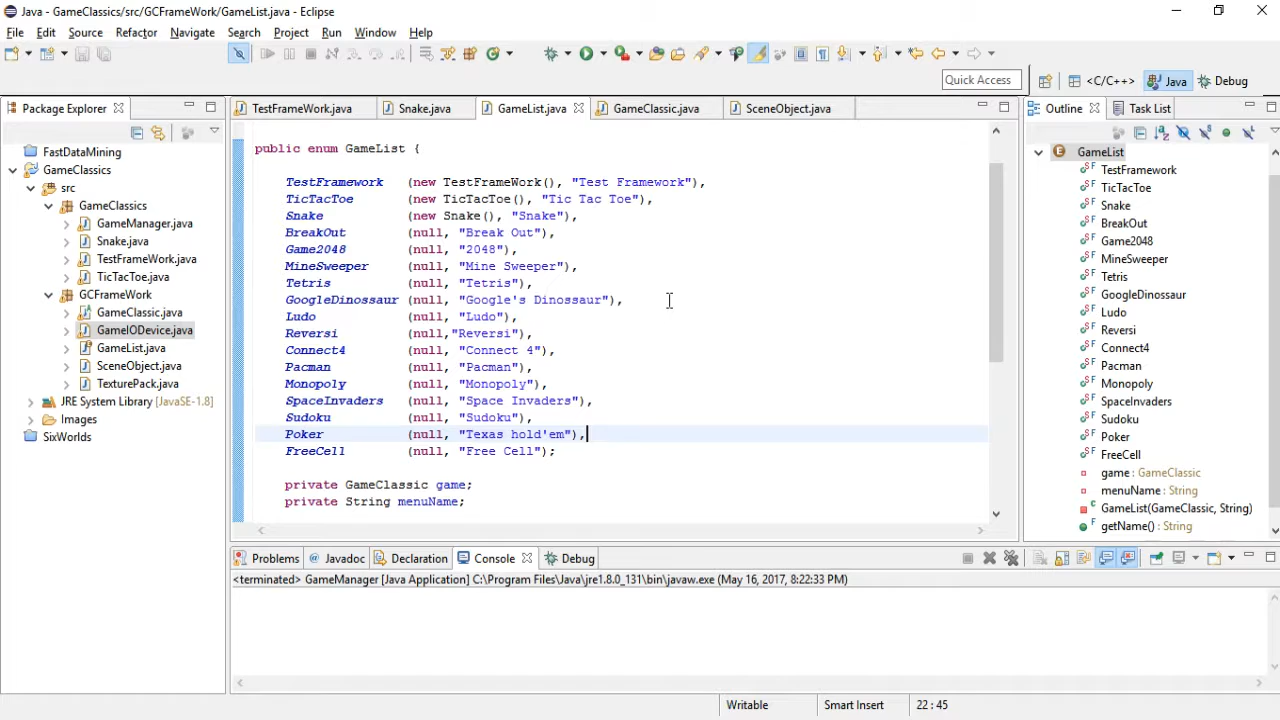 Java - GameClassics/src/GCFrameWork/GameList.java - Eclipse
File Edit Source Refactor Navigate Search Project Run Window Help
Quick Access <C/C++> Java Debug
Package Explorer
TestFrameWork.java Snake.java GameList.java GameClassic.java SceneObject.java
Outline Task List
FastDataMining
GameClassics
src
GameClassics
GameManager.java
Snake.java
TestFrameWork.java
TicTacToe.java
GCFrameWork
GameClassic.java
GameIODevice.java
GameList.java
SceneObject.java
TexturePack.java
JRE System Library [JavaSE-1.8]
Images
SixWorlds
public enum GameList {
TestFramework (new TestFrameWork(), "Test Framework"),
TicTacToe (new TicTacToe(), "Tic Tac Toe"),
Snake (new Snake(), "Snake"),
BreakOut (null, "Break Out"),
Game2048 (null, "2048"),
MineSweeper (null, "Mine Sweeper"),
Tetris (null, "Tetris"),
GoogleDinossaur (null, "Google's Dinossaur"),
Ludo (null, "Ludo"),
Reversi (null,"Reversi"),
Connect4 (null, "Connect 4"),
Pacman (null, "Pacman"),
Monopoly (null, "Monopoly"),
SpaceInvaders (null, "Space Invaders"),
Sudoku (null, "Sudoku"),
Poker (null, "Texas hold'em"),
FreeCell (null, "Free Cell");
private GameClassic game;
private String menuName;
GameList
TestFramework
TicTacToe
Snake
BreakOut
Game2048
MineSweeper
Tetris
GoogleDinossaur
Ludo
Reversi
Connect4
Pacman
Monopoly
SpaceInvaders
Sudoku
Poker
FreeCell
game : GameClassic
menuName : String
GameList(GameClassic, String)
getName() : String
Problems Javadoc Declaration Console Debug
<terminated> GameManager [Java Application] C:\Program Files\Java\jre1.8.0_131\bin\javaw.exe (May 16, 2017, 8:22:33 PM)
Writable Smart Insert 22 : 45